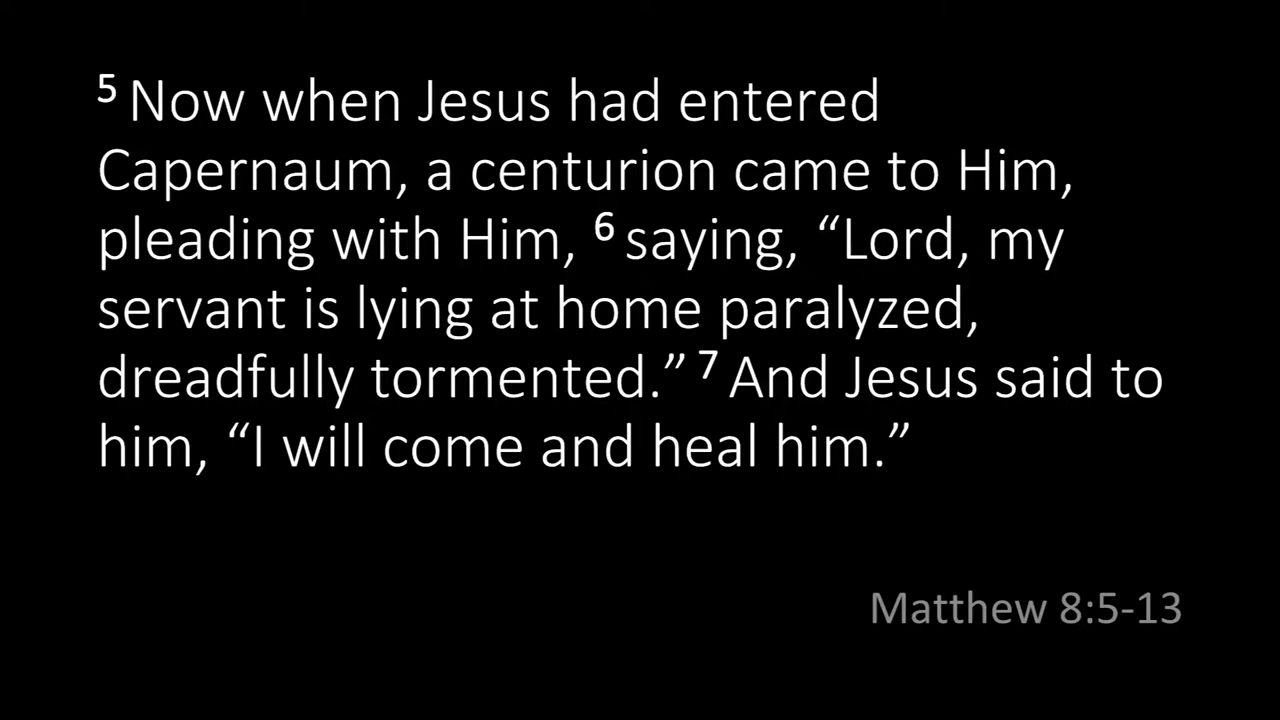 5 Now when Jesus had entered
Capernaum, a centurion came to Him,
pleading with Him, 6 saying, “Lord, my
servant is lying at home paralyzed,
dreadfully tormented.” 7 And Jesus said to
him, “I will come and heal him.”
Matthew 8:5-13